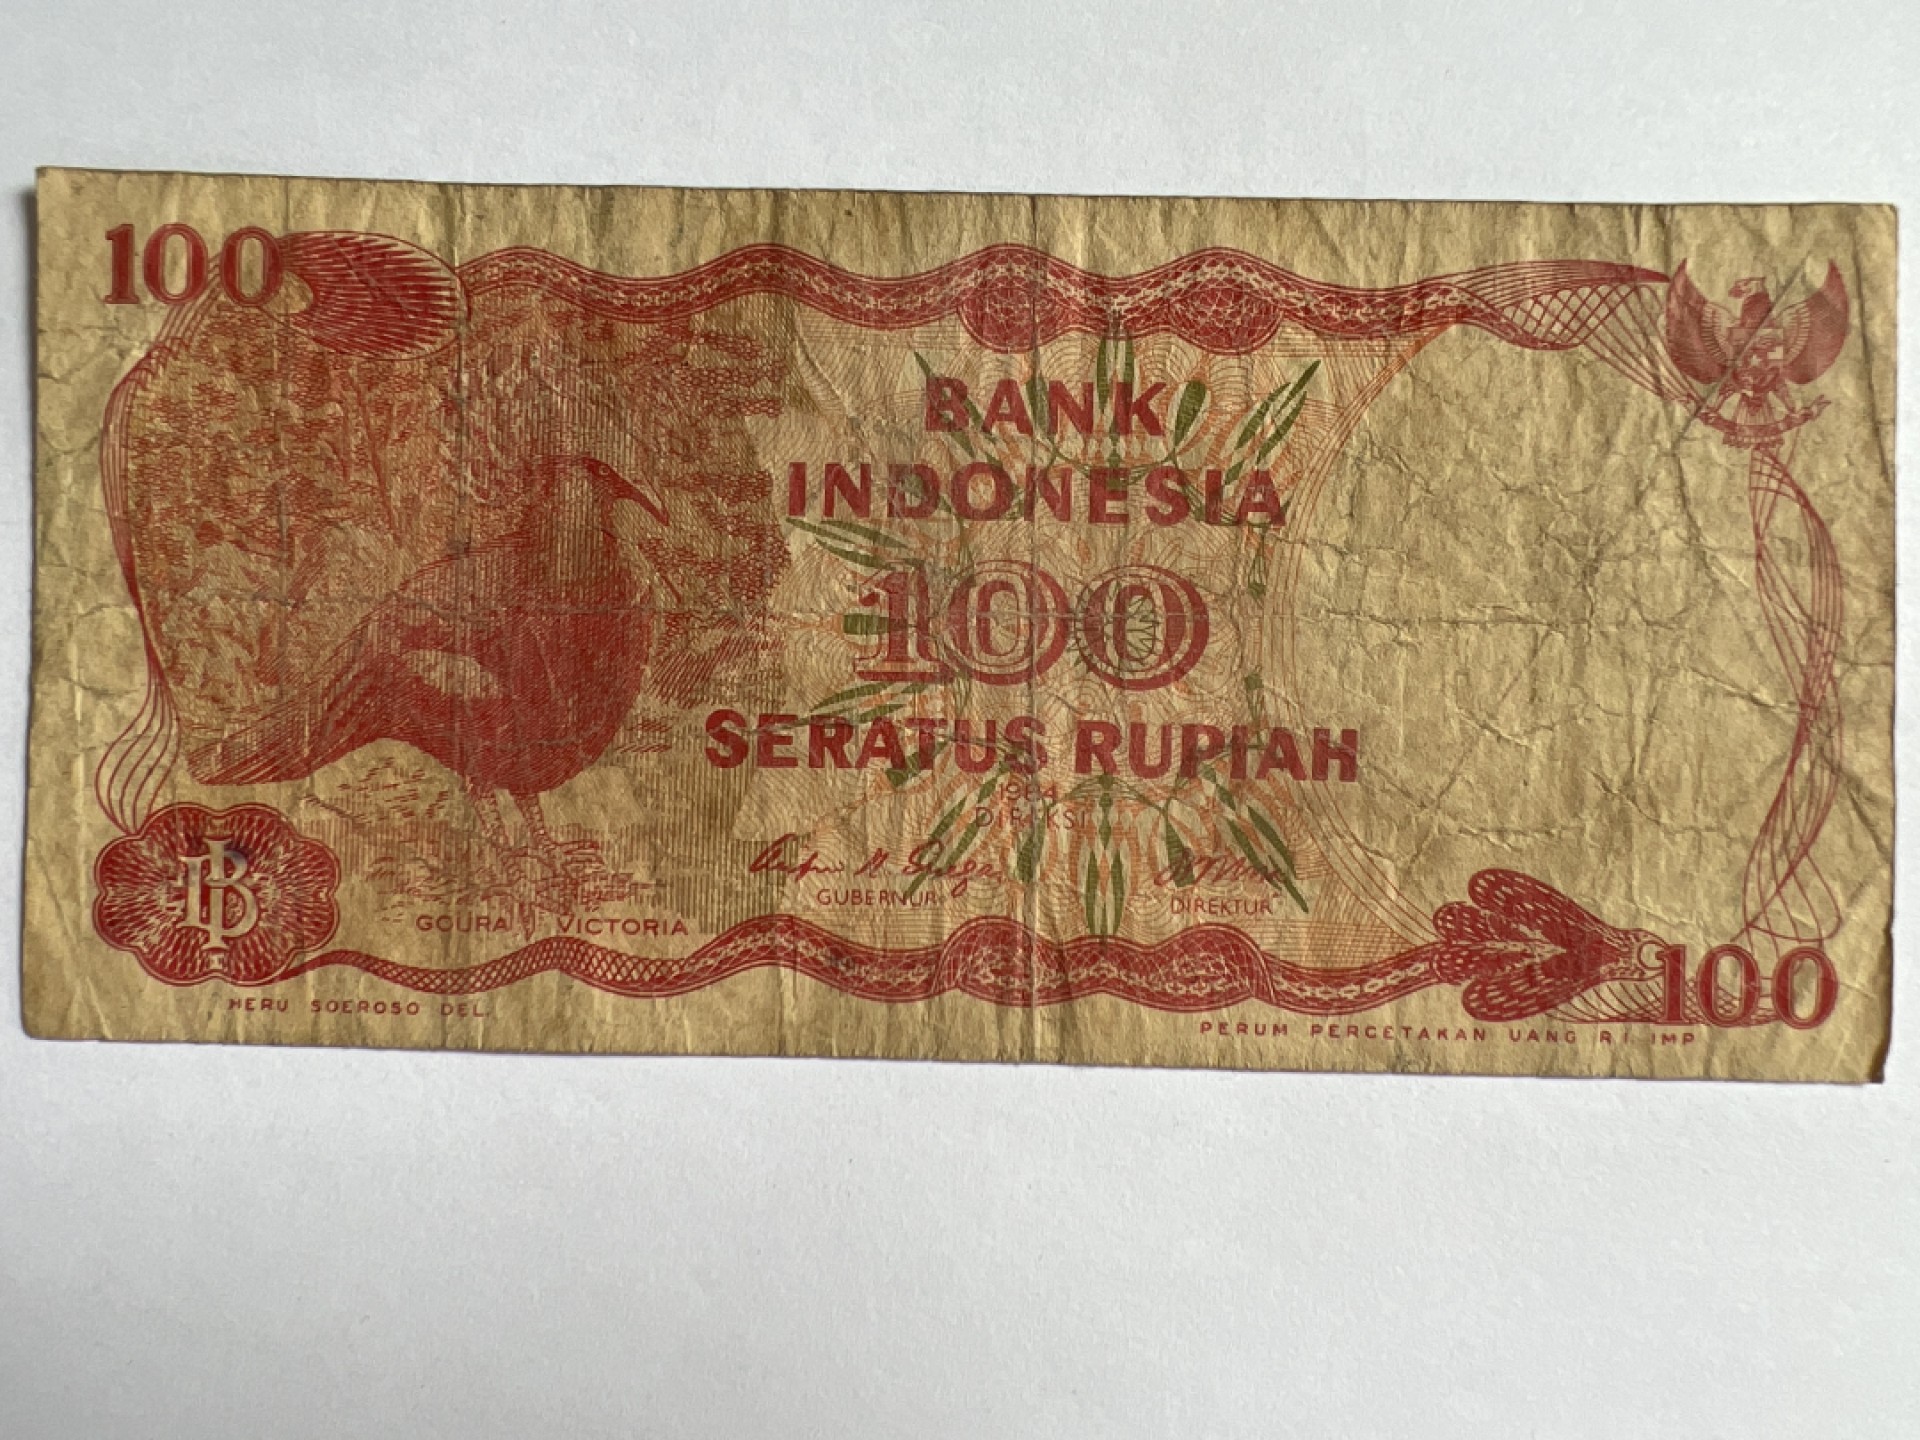 100
BANK
INDONESIA
100
SERATUS RUPIAH
1984
DIREKSI
GUBERNUR
DIREKTUR
GOURA VICTORIA
100
HERU SOEROSO DEL.
PERUM PERCETAKAN UANG R I IMP